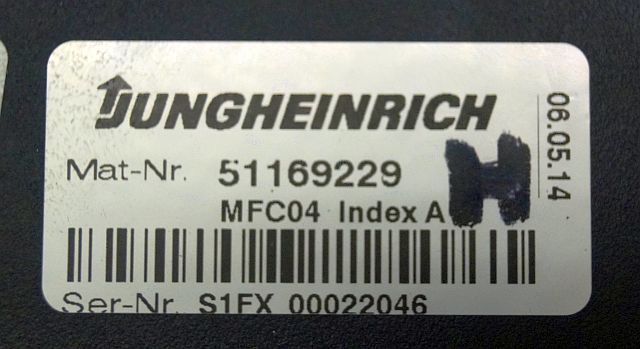 JUNGHEINRICH
Mat-Nr. 51169229
MFC04 Index A
Ser-Nr. S1FX 00022046
06.05.14